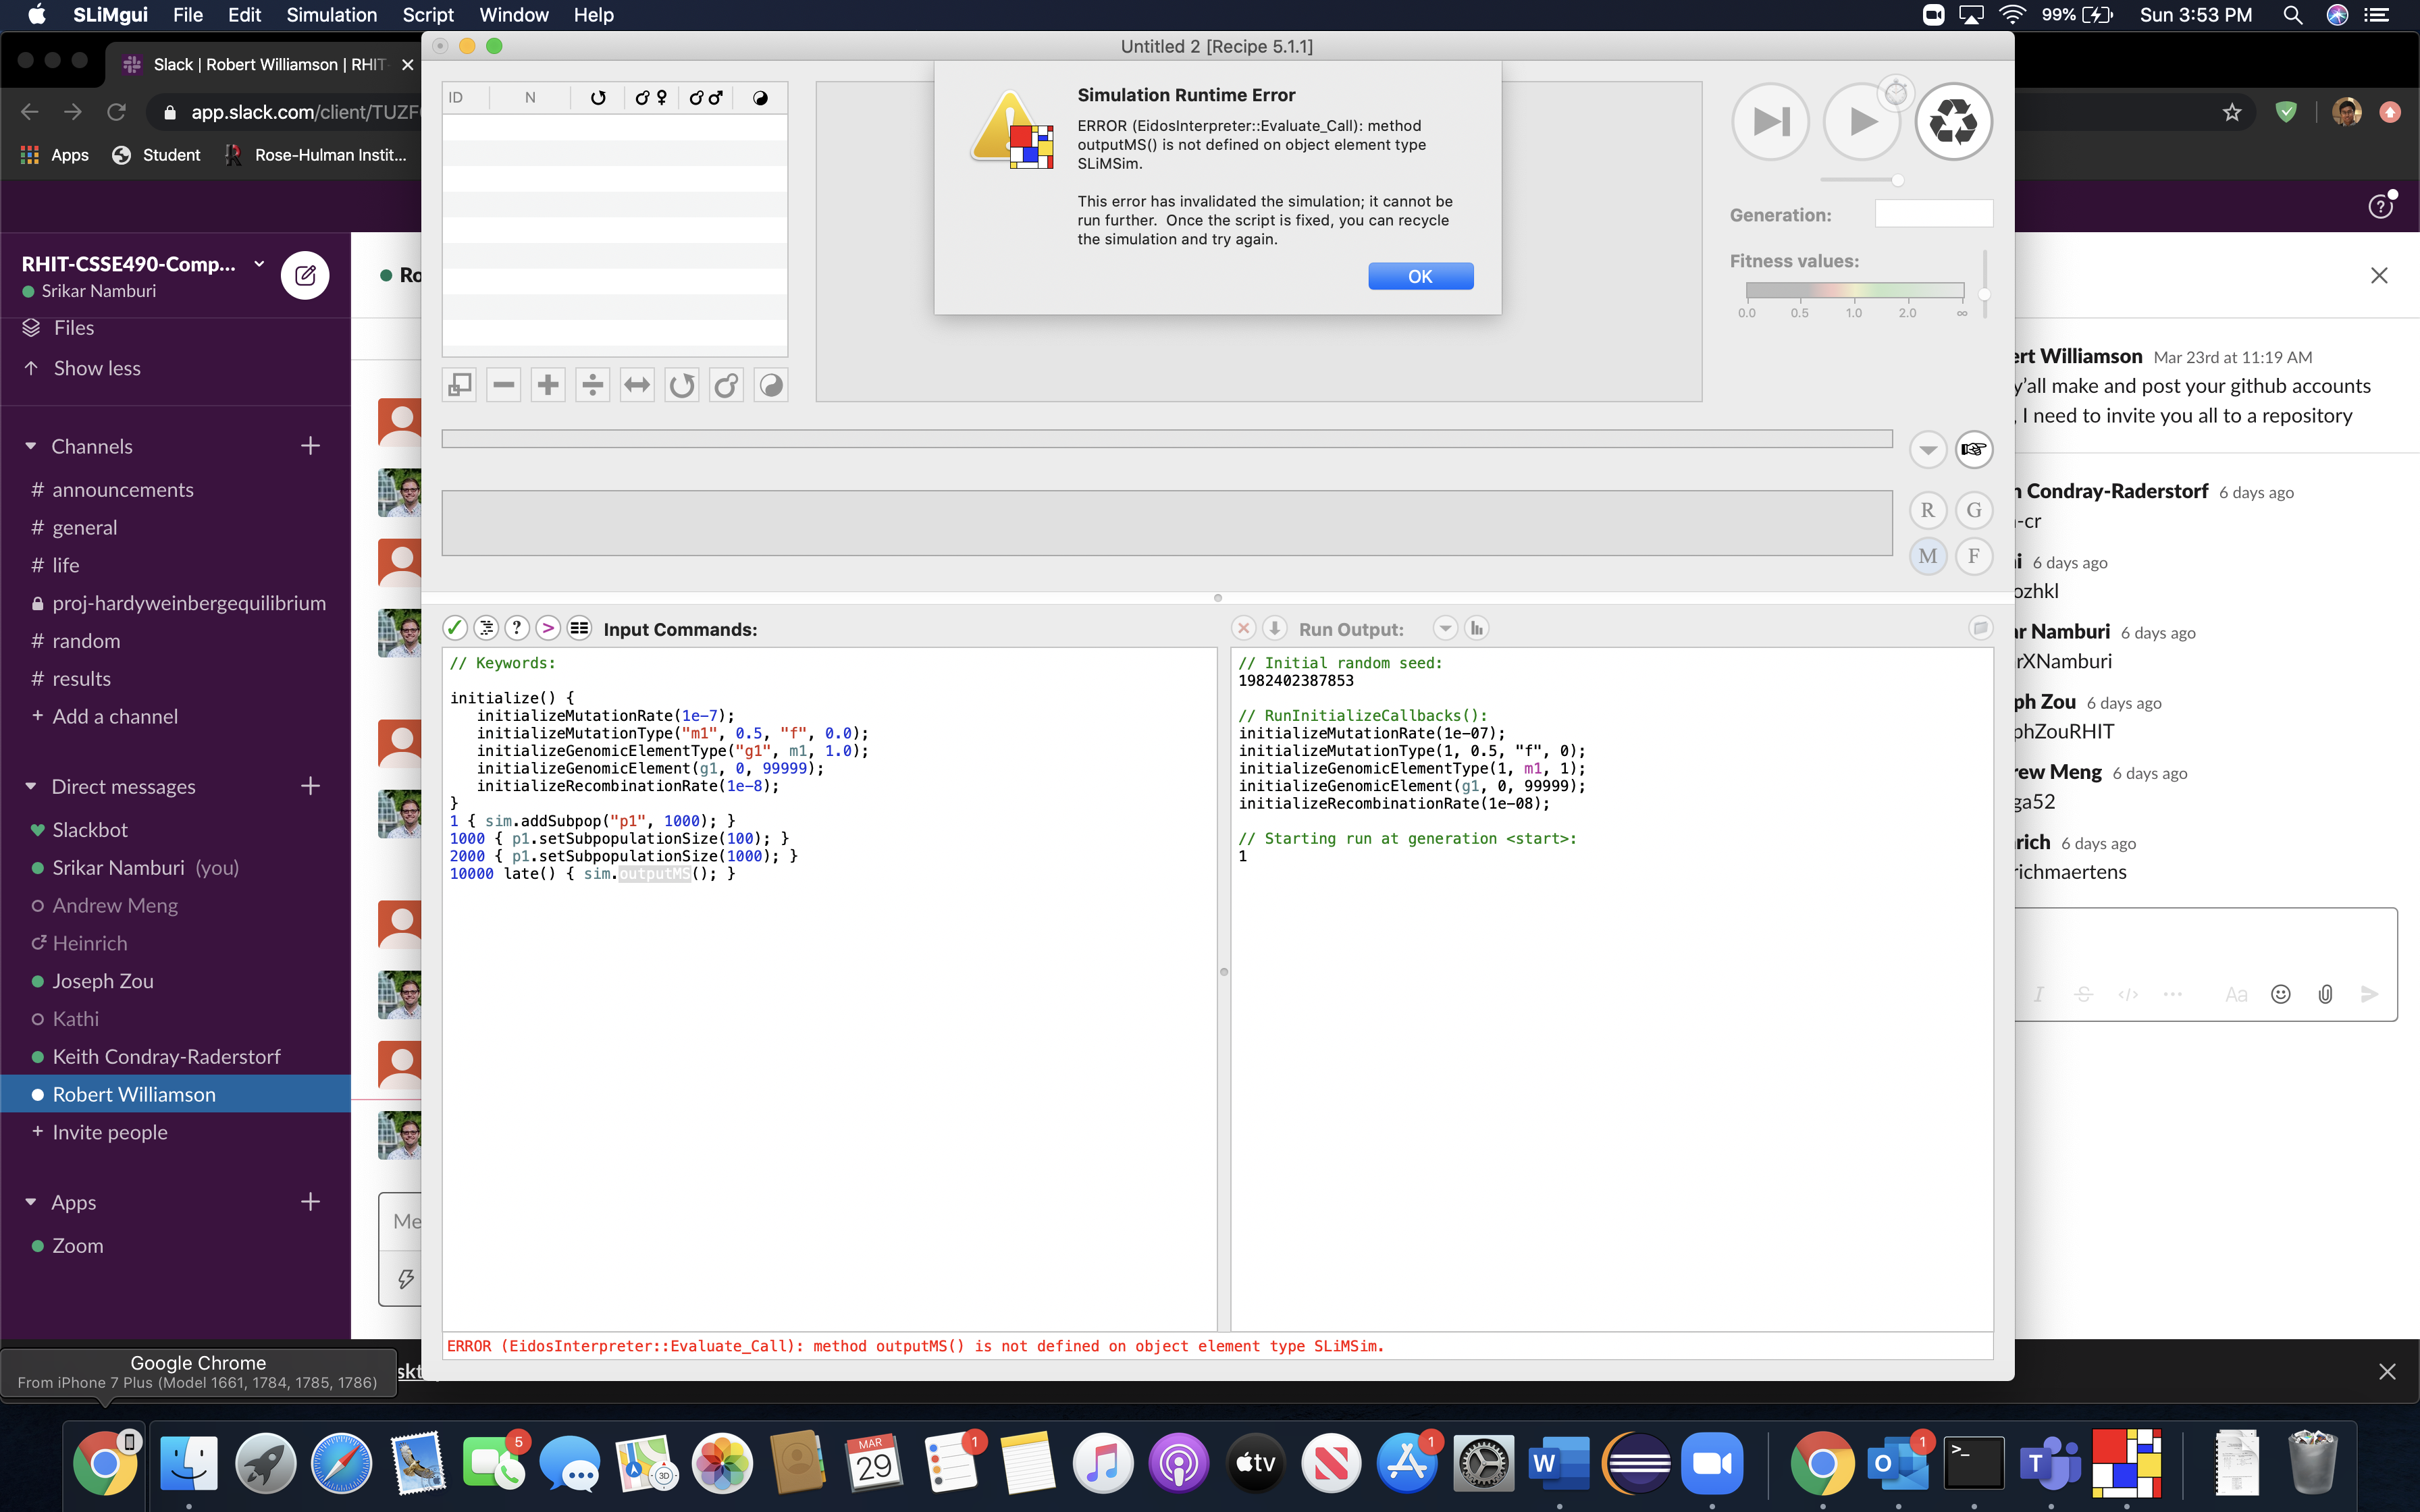 SLiMgui File Edit Simulation Script Window Help
99% Sun 3:53 PM
Slack | Robert Williamson | RHIT-
app.slack.com/client/TUZF
Apps Student Rose-Hulman Instit...
RHIT-CSSE490-Comp...
Srikar Namburi
Files
Show less
Channels
# announcements
# general
# life
proj-hardyweinbergequilibrium
# random
# results
+ Add a channel
Direct messages
Slackbot
Srikar Namburi (you)
Andrew Meng
Heinrich
Joseph Zou
Kathi
Keith Condray-Raderstorf
Robert Williamson
+ Invite people
Apps
Zoom
Ro
Me
Untitled 2 [Recipe 5.1.1]
ID N
Simulation Runtime Error
ERROR (EidosInterpreter::Evaluate_Call): method
outputMS() is not defined on object element type
SLiMSim.
This error has invalidated the simulation; it cannot be
run further. Once the script is fixed, you can recycle
the simulation and try again.
OK
Generation:
Fitness values:
0.0 0.5 1.0 2.0 ∞
R G
M F
Input Commands:
// Keywords:
initialize() {
initializeMutationRate(1e-7);
initializeMutationType("m1", 0.5, "f", 0.0);
initializeGenomicElementType("g1", m1, 1.0);
initializeGenomicElement(g1, 0, 99999);
initializeRecombinationRate(1e-8);
}
1 { sim.addSubpop("p1", 1000); }
1000 { p1.setSubpopulationSize(100); }
2000 { p1.setSubpopulationSize(1000); }
10000 late() { sim.outputMS(); }
Run Output:
// Initial random seed:
1982402387853
// RunInitializeCallbacks():
initializeMutationRate(1e-07);
initializeMutationType(1, 0.5, "f", 0);
initializeGenomicElementType(1, m1, 1);
initializeGenomicElement(g1, 0, 99999);
initializeRecombinationRate(1e-08);
// Starting run at generation <start>:
1
ERROR (EidosInterpreter::Evaluate_Call): method outputMS() is not defined on object element type SLiMSim.
ert Williamson Mar 23rd at 11:19 AM
y'all make and post your github accounts
, I need to invite you all to a repository
n Condray-Raderstorf 6 days ago
-cr
i 6 days ago
ozhkl
ar Namburi 6 days ago
rXNamburi
ph Zou 6 days ago
phZouRHIT
rew Meng 6 days ago
ga52
rich 6 days ago
richmaertens
Aa
skt
Google Chrome
From iPhone 7 Plus (Model 1661, 1784, 1785, 1786)
5
3D
MAR
29
1
tv
1
W
O
1
>_
T